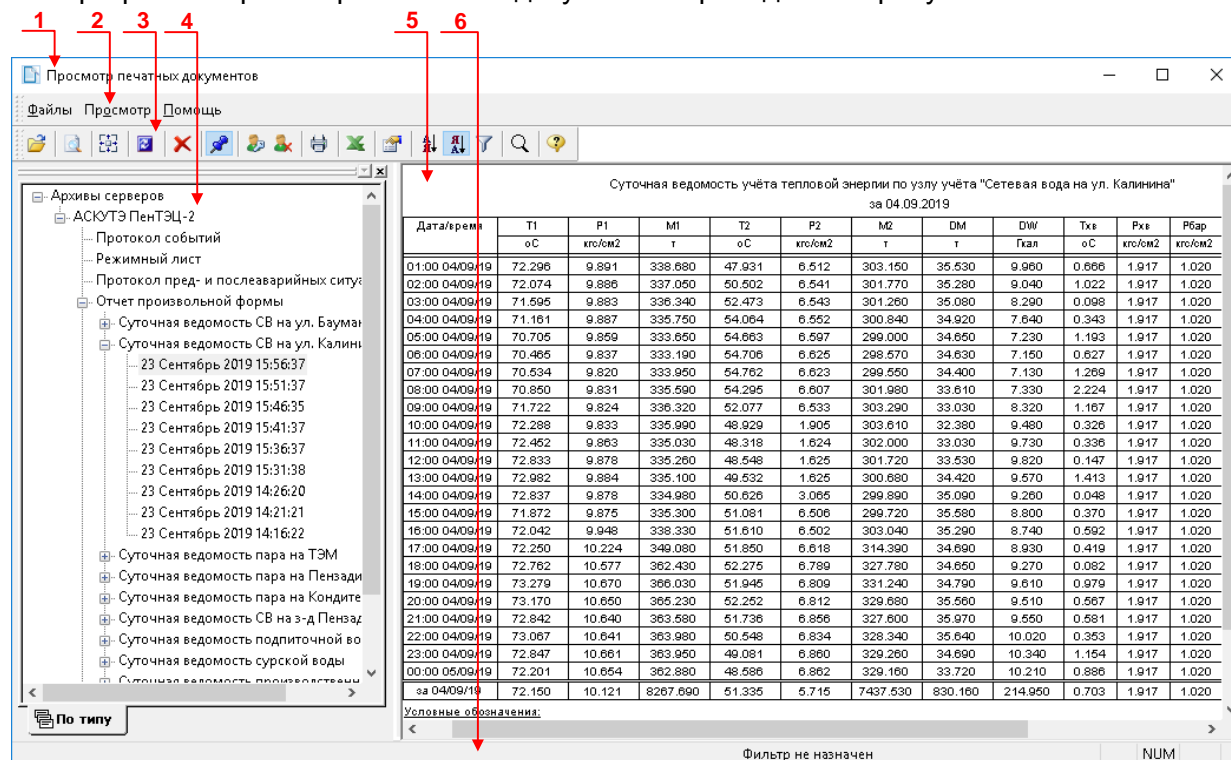 1 2 3 4 5 6
Просмотр печатных документов
Файлы Просмотр Помощь
Архивы серверов
АСКУТЭ ПенТЭЦ-2
Протокол событий
Режимный лист
Протокол пред- и послеаварийных ситуа
Отчет произвольной формы
Суточная ведомость СВ на ул. Бауман
Суточная ведомость СВ на ул. Калини
23 Сентябрь 2019 15:56:37
23 Сентябрь 2019 15:51:37
23 Сентябрь 2019 15:46:35
23 Сентябрь 2019 15:41:37
23 Сентябрь 2019 15:36:37
23 Сентябрь 2019 15:31:38
23 Сентябрь 2019 14:26:20
23 Сентябрь 2019 14:21:21
23 Сентябрь 2019 14:16:22
Суточная ведомость пара на ТЭМ
Суточная ведомость пара на Пензади
Суточная ведомость пара на Кондите
Суточная ведомость СВ на з-д Пензад
Суточная ведомость подпиточной во
Суточная ведомость сурской воды
Суточная ведомость производственн
По типу
Суточная ведомость учёта тепловой энергии по узлу учёта "Сетевая вода на ул. Калинина"
за 04.09.2019
Дата/время T1 P1 M1 T2 P2 M2 DM DW Tхв Pхв Pбар
оС кгс/см2 т оС кгс/см2 т т Гкал оС кгс/см2 кгс/см2
01:00 04/09/19 72.296 9.891 338.680 47.931 6.512 303.150 35.530 9.960 0.666 1.917 1.020
02:00 04/09/19 72.074 9.886 337.050 50.502 6.541 301.770 35.280 9.040 1.022 1.917 1.020
03:00 04/09/19 71.595 9.883 336.340 52.473 6.543 301.260 35.080 8.290 0.098 1.917 1.020
04:00 04/09/19 71.161 9.887 335.750 54.064 6.552 300.840 34.920 7.640 0.343 1.917 1.020
05:00 04/09/19 70.705 9.859 333.650 54.663 6.597 299.000 34.650 7.230 1.193 1.917 1.020
06:00 04/09/19 70.465 9.837 333.190 54.706 6.625 298.570 34.630 7.150 0.627 1.917 1.020
07:00 04/09/19 70.534 9.820 333.950 54.762 6.623 299.550 34.400 7.130 1.269 1.917 1.020
08:00 04/09/19 70.850 9.831 335.590 54.295 6.607 301.980 33.610 7.330 2.224 1.917 1.020
09:00 04/09/19 71.722 9.824 336.320 52.077 6.533 303.290 33.030 8.320 1.167 1.917 1.020
10:00 04/09/19 72.288 9.833 335.990 48.929 1.905 303.610 32.380 9.480 0.326 1.917 1.020
11:00 04/09/19 72.452 9.863 335.030 48.318 1.624 302.000 33.030 9.730 0.336 1.917 1.020
12:00 04/09/19 72.833 9.878 335.260 48.548 1.625 301.720 33.530 9.820 0.147 1.917 1.020
13:00 04/09/19 72.982 9.884 335.100 49.532 1.625 300.680 34.420 9.570 1.413 1.917 1.020
14:00 04/09/19 72.837 9.878 334.980 50.626 3.065 299.890 35.090 9.260 0.048 1.917 1.020
15:00 04/09/19 71.872 9.875 335.300 51.081 6.506 299.720 35.580 8.800 0.370 1.917 1.020
16:00 04/09/19 72.042 9.948 338.330 51.610 6.502 303.040 35.290 8.740 0.592 1.917 1.020
17:00 04/09/19 72.250 10.224 349.080 51.850 6.618 314.390 34.690 8.930 0.419 1.917 1.020
18:00 04/09/19 72.762 10.577 362.430 52.275 6.789 327.780 34.650 9.270 0.082 1.917 1.020
19:00 04/09/19 73.279 10.670 366.030 51.945 6.809 331.240 34.790 9.610 0.979 1.917 1.020
20:00 04/09/19 73.170 10.650 365.230 52.252 6.812 329.680 35.560 9.510 0.567 1.917 1.020
21:00 04/09/19 72.842 10.640 363.580 51.736 6.856 327.600 35.970 9.550 0.581 1.917 1.020
22:00 04/09/19 73.067 10.641 363.980 50.548 6.834 328.340 35.640 10.020 0.353 1.917 1.020
23:00 04/09/19 72.847 10.661 363.950 49.081 6.860 329.260 34.690 10.340 1.154 1.917 1.020
00:00 05/09/19 72.201 10.654 362.880 48.586 6.862 329.160 33.720 10.210 0.886 1.917 1.020
за 04/09/19 72.150 10.121 8267.690 51.335 5.715 7437.530 830.160 214.950 0.703 1.917 1.020
Условные обозначения:
Фильтр не назначен NUM